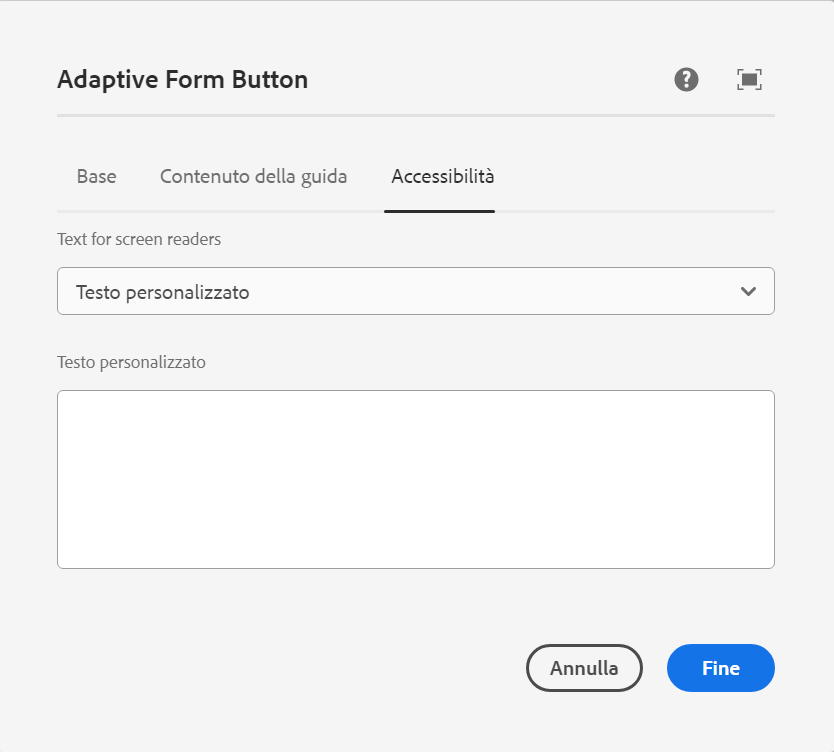 Adaptive Form Button
Base Contenuto della guida Accessibilità
Text for screen readers
Testo personalizzato
Testo personalizzato
Annulla Fine